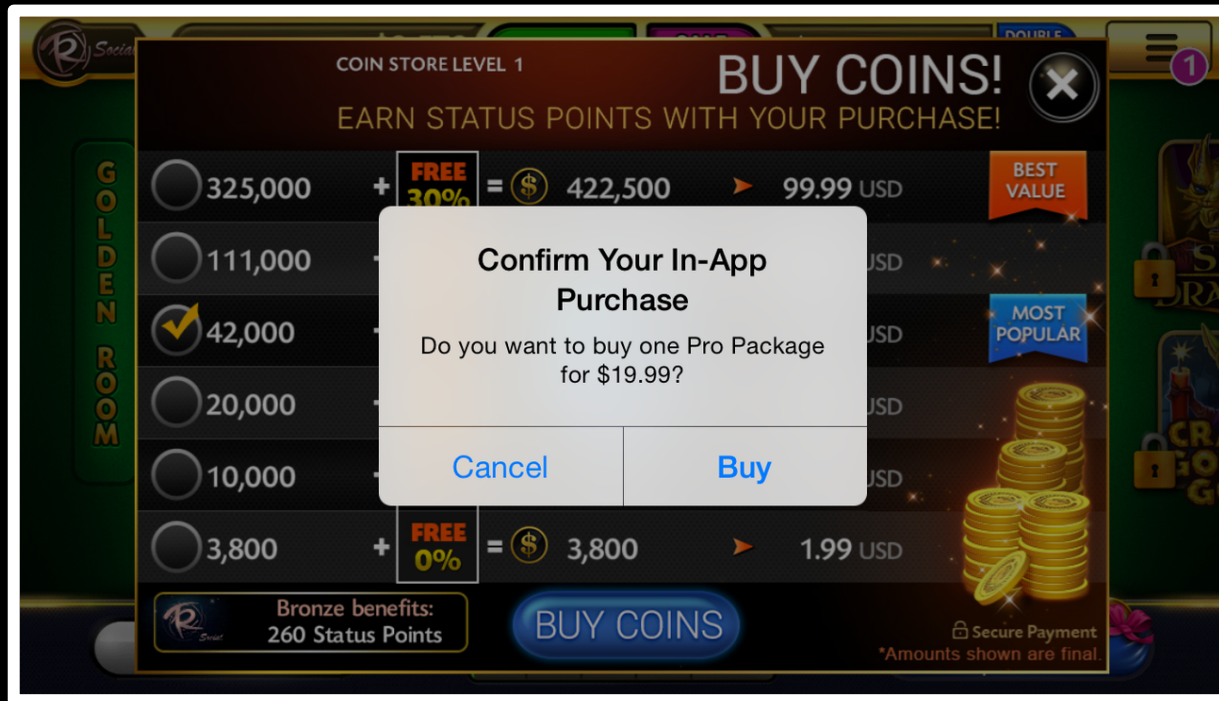 R Social
DOUBLE
1
COIN STORE LEVEL 1
BUY COINS!
EARN STATUS POINTS WITH YOUR PURCHASE!
GOLDEN ROOM
325,000 + FREE 30% = $ 422,500 ➤ 99.99 USD
BEST VALUE
111,000
USD
42,000
USD
MOST POPULAR
20,000
USD
10,000
USD
3,800 + FREE 0% = $ 3,800 ➤ 1.99 USD
Confirm Your In-App
Purchase
Do you want to buy one Pro Package
for $19.99?
Cancel
Buy
R Social
Bronze benefits:
260 Status Points
BUY COINS
Secure Payment
*Amounts shown are final.